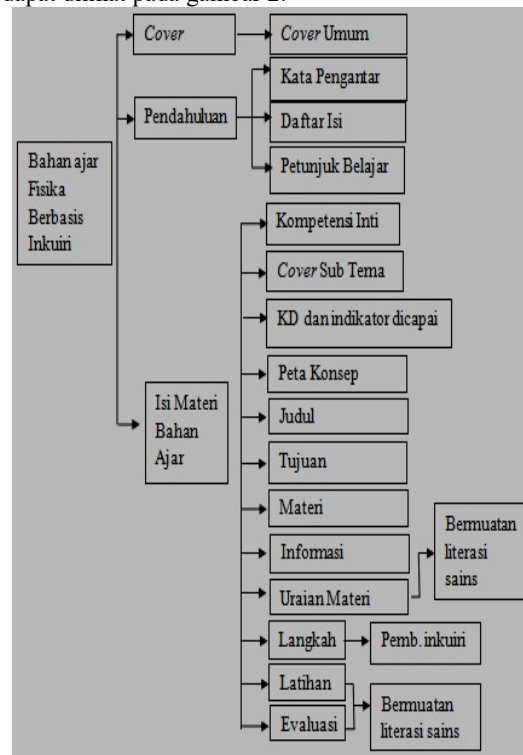 dapat dilihat pada gambar 2.
Cover
Cover Umum
Kata Pengantar
Pendahuluan
Daftar Isi
Petunjuk Belajar
Bahan ajar
Fisika
Berbasis
Inkuiri
Kompetensi Inti
Cover Sub Tema
KD dan indikator dicapai
Peta Konsep
Isi Materi
Bahan
Ajar
Judul
Tujuan
Materi
Informasi
Uraian Materi
Bermuatan
literasi
sains
Langkah
Pemb. inkuiri
Latihan
Evaluasi
Bermuatan
literasi sains